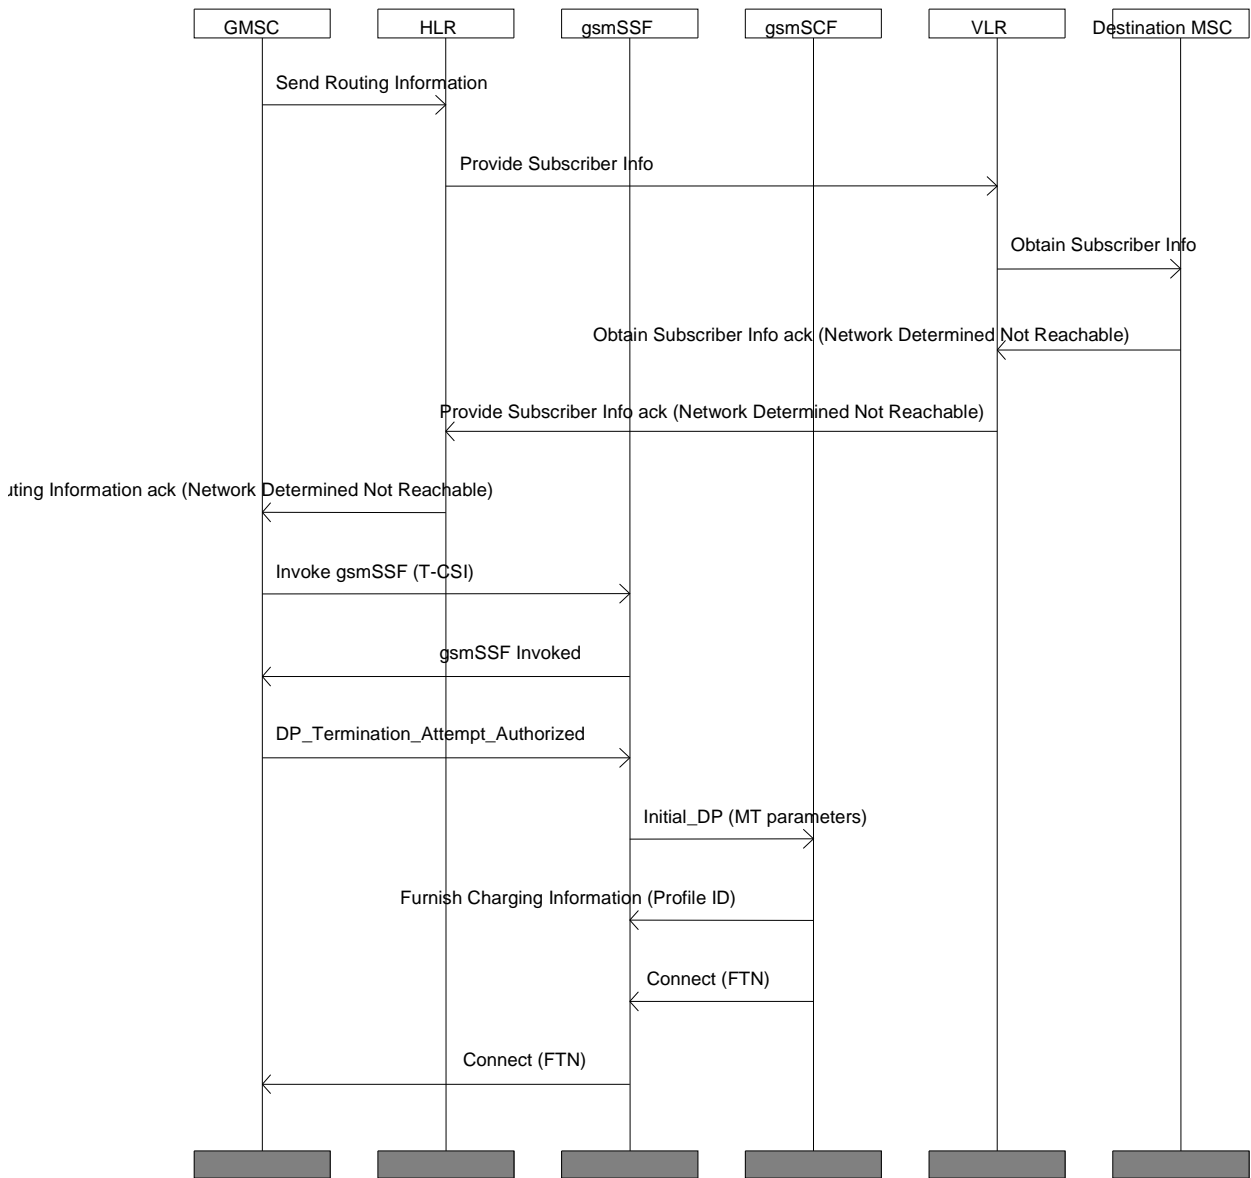 GMSC HLR gsmSSF gsmSCF VLR Destination MSC
Send Routing Information
Provide Subscriber Info
Obtain Subscriber Info
Obtain Subscriber Info ack (Network Determined Not Reachable)
Provide Subscriber Info ack (Network Determined Not Reachable)
uting Information ack (Network Determined Not Reachable)
Invoke gsmSSF (T-CSI)
gsmSSF Invoked
DP_Termination_Attempt_Authorized
Initial_DP (MT parameters)
Furnish Charging Information (Profile ID)
Connect (FTN)
Connect (FTN)